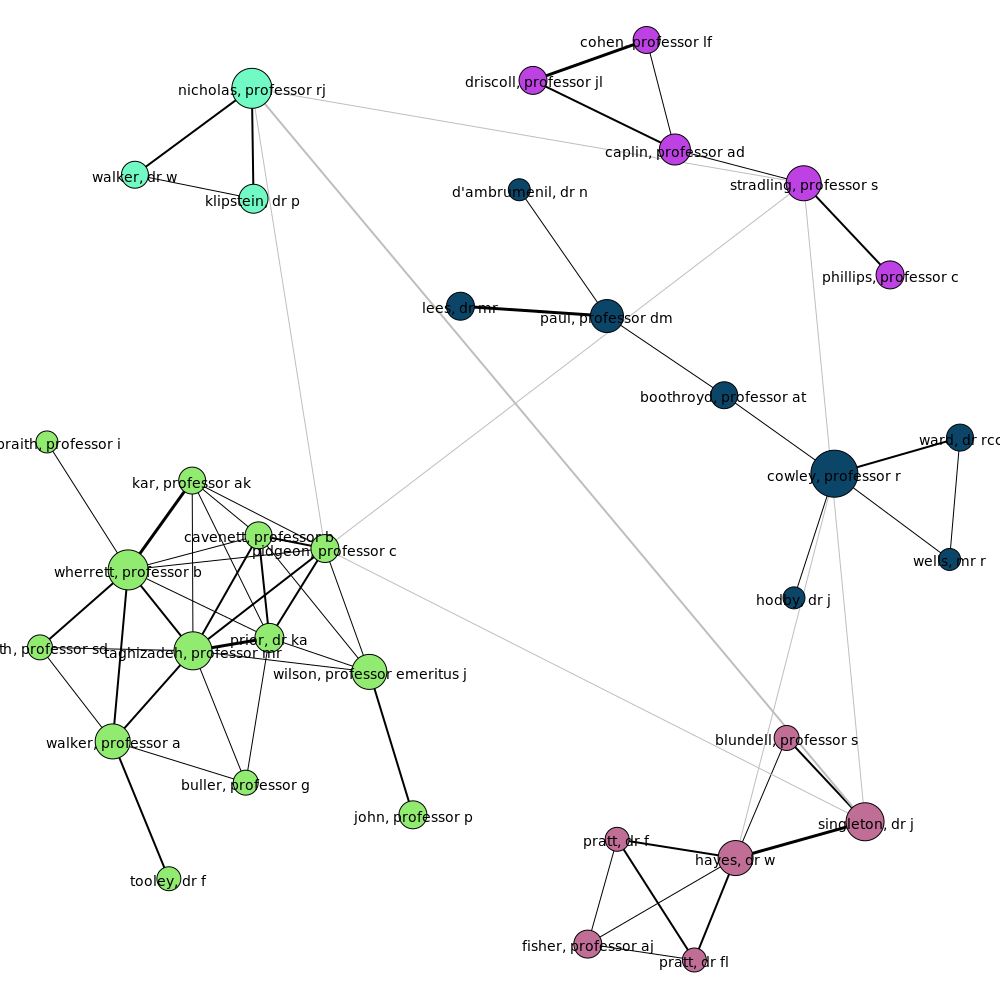 cohen, professor lf
driscoll, professor jl
nicholas, professor rj
caplin, professor ad
walker, dr w
stradling, professor s
d'ambrumenil, dr n
klipstein, dr p
phillips, professor c
lees, dr mr
paul, professor dm
boothroyd, professor at
ward, dr rcc
braith, professor i
cowley, professor r
kar, professor ak
cavenett, professor b
pidgeon, professor c
wells, mr r
wherrett, professor b
hodby, dr j
prior, dr ka
th, professor sd
taghizadeh, professor mr
wilson, professor emeritus j
blundell, professor s
walker, professor a
buller, professor g
john, professor p
singleton, dr j
pratt, dr f
hayes, dr w
tooley, dr f
fisher, professor aj
pratt, dr fl